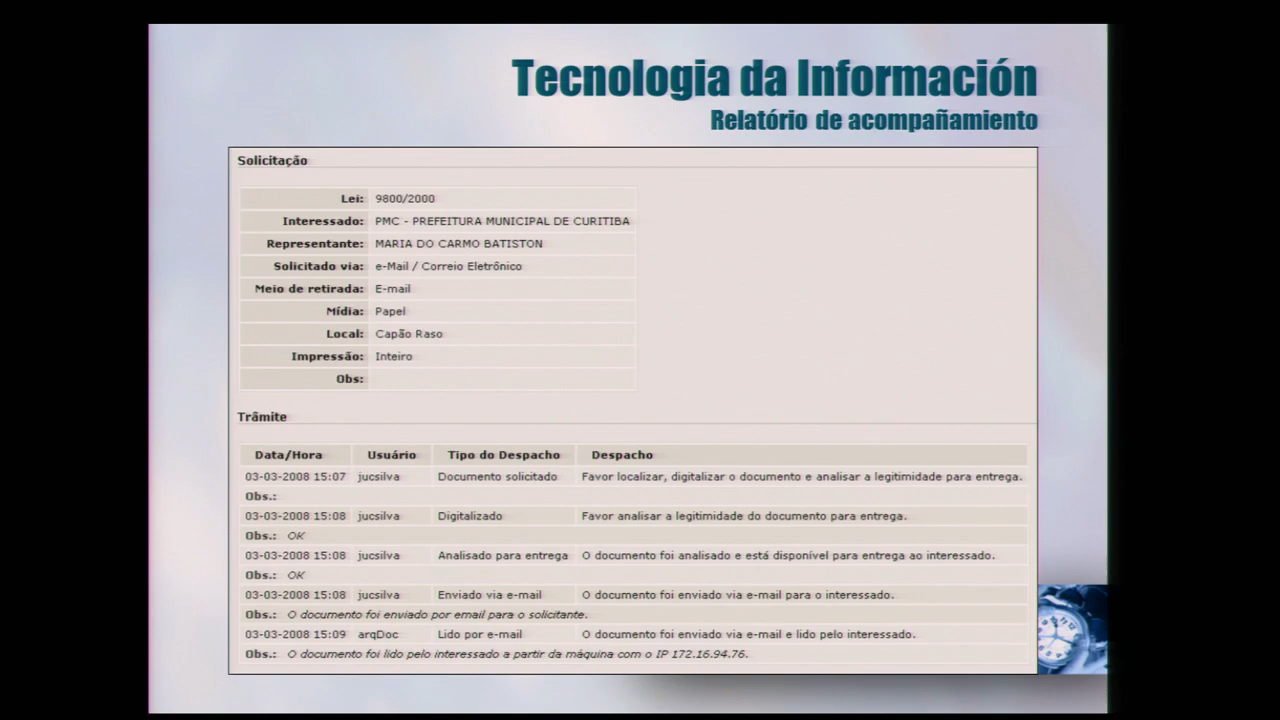 Tecnologia da Información
Relatório de acompañamiento
Solicitação
Lei: 9800/2000
Interessado: PMC - PREFEITURA MUNICIPAL DE CURITIBA
Representante: MARIA DO CARMO BATISTON
Solicitado via: e-Mail / Correio Eletrônico
Meio de retirada: E-mail
Mídia: Papel
Local: Capão Raso
Impressão: Inteiro
Obs:
Trâmite
Data/Hora Usuário Tipo do Despacho Despacho
03-03-2008 15:07 jucsilva Documento solicitado Favor localizar, digitalizar o documento e analisar a legitimidade para entrega.
Obs.:
03-03-2008 15:08 jucsilva Digitalizado Favor analisar a legitimidade do documento para entrega.
Obs.: OK
03-03-2008 15:08 jucsilva Analisado para entrega O documento foi analisado e está disponível para entrega ao interessado.
Obs.: OK
03-03-2008 15:08 jucsilva Enviado via e-mail O documento foi enviado via e-mail para o interessado.
Obs.: O documento foi enviado por email para o solicitante.
03-03-2008 15:09 arqDoc Lido por e-mail O documento foi enviado via e-mail e lido pelo interessado.
Obs.: O documento foi lido pelo interessado a partir da máquina com o IP 172.16.94.76.